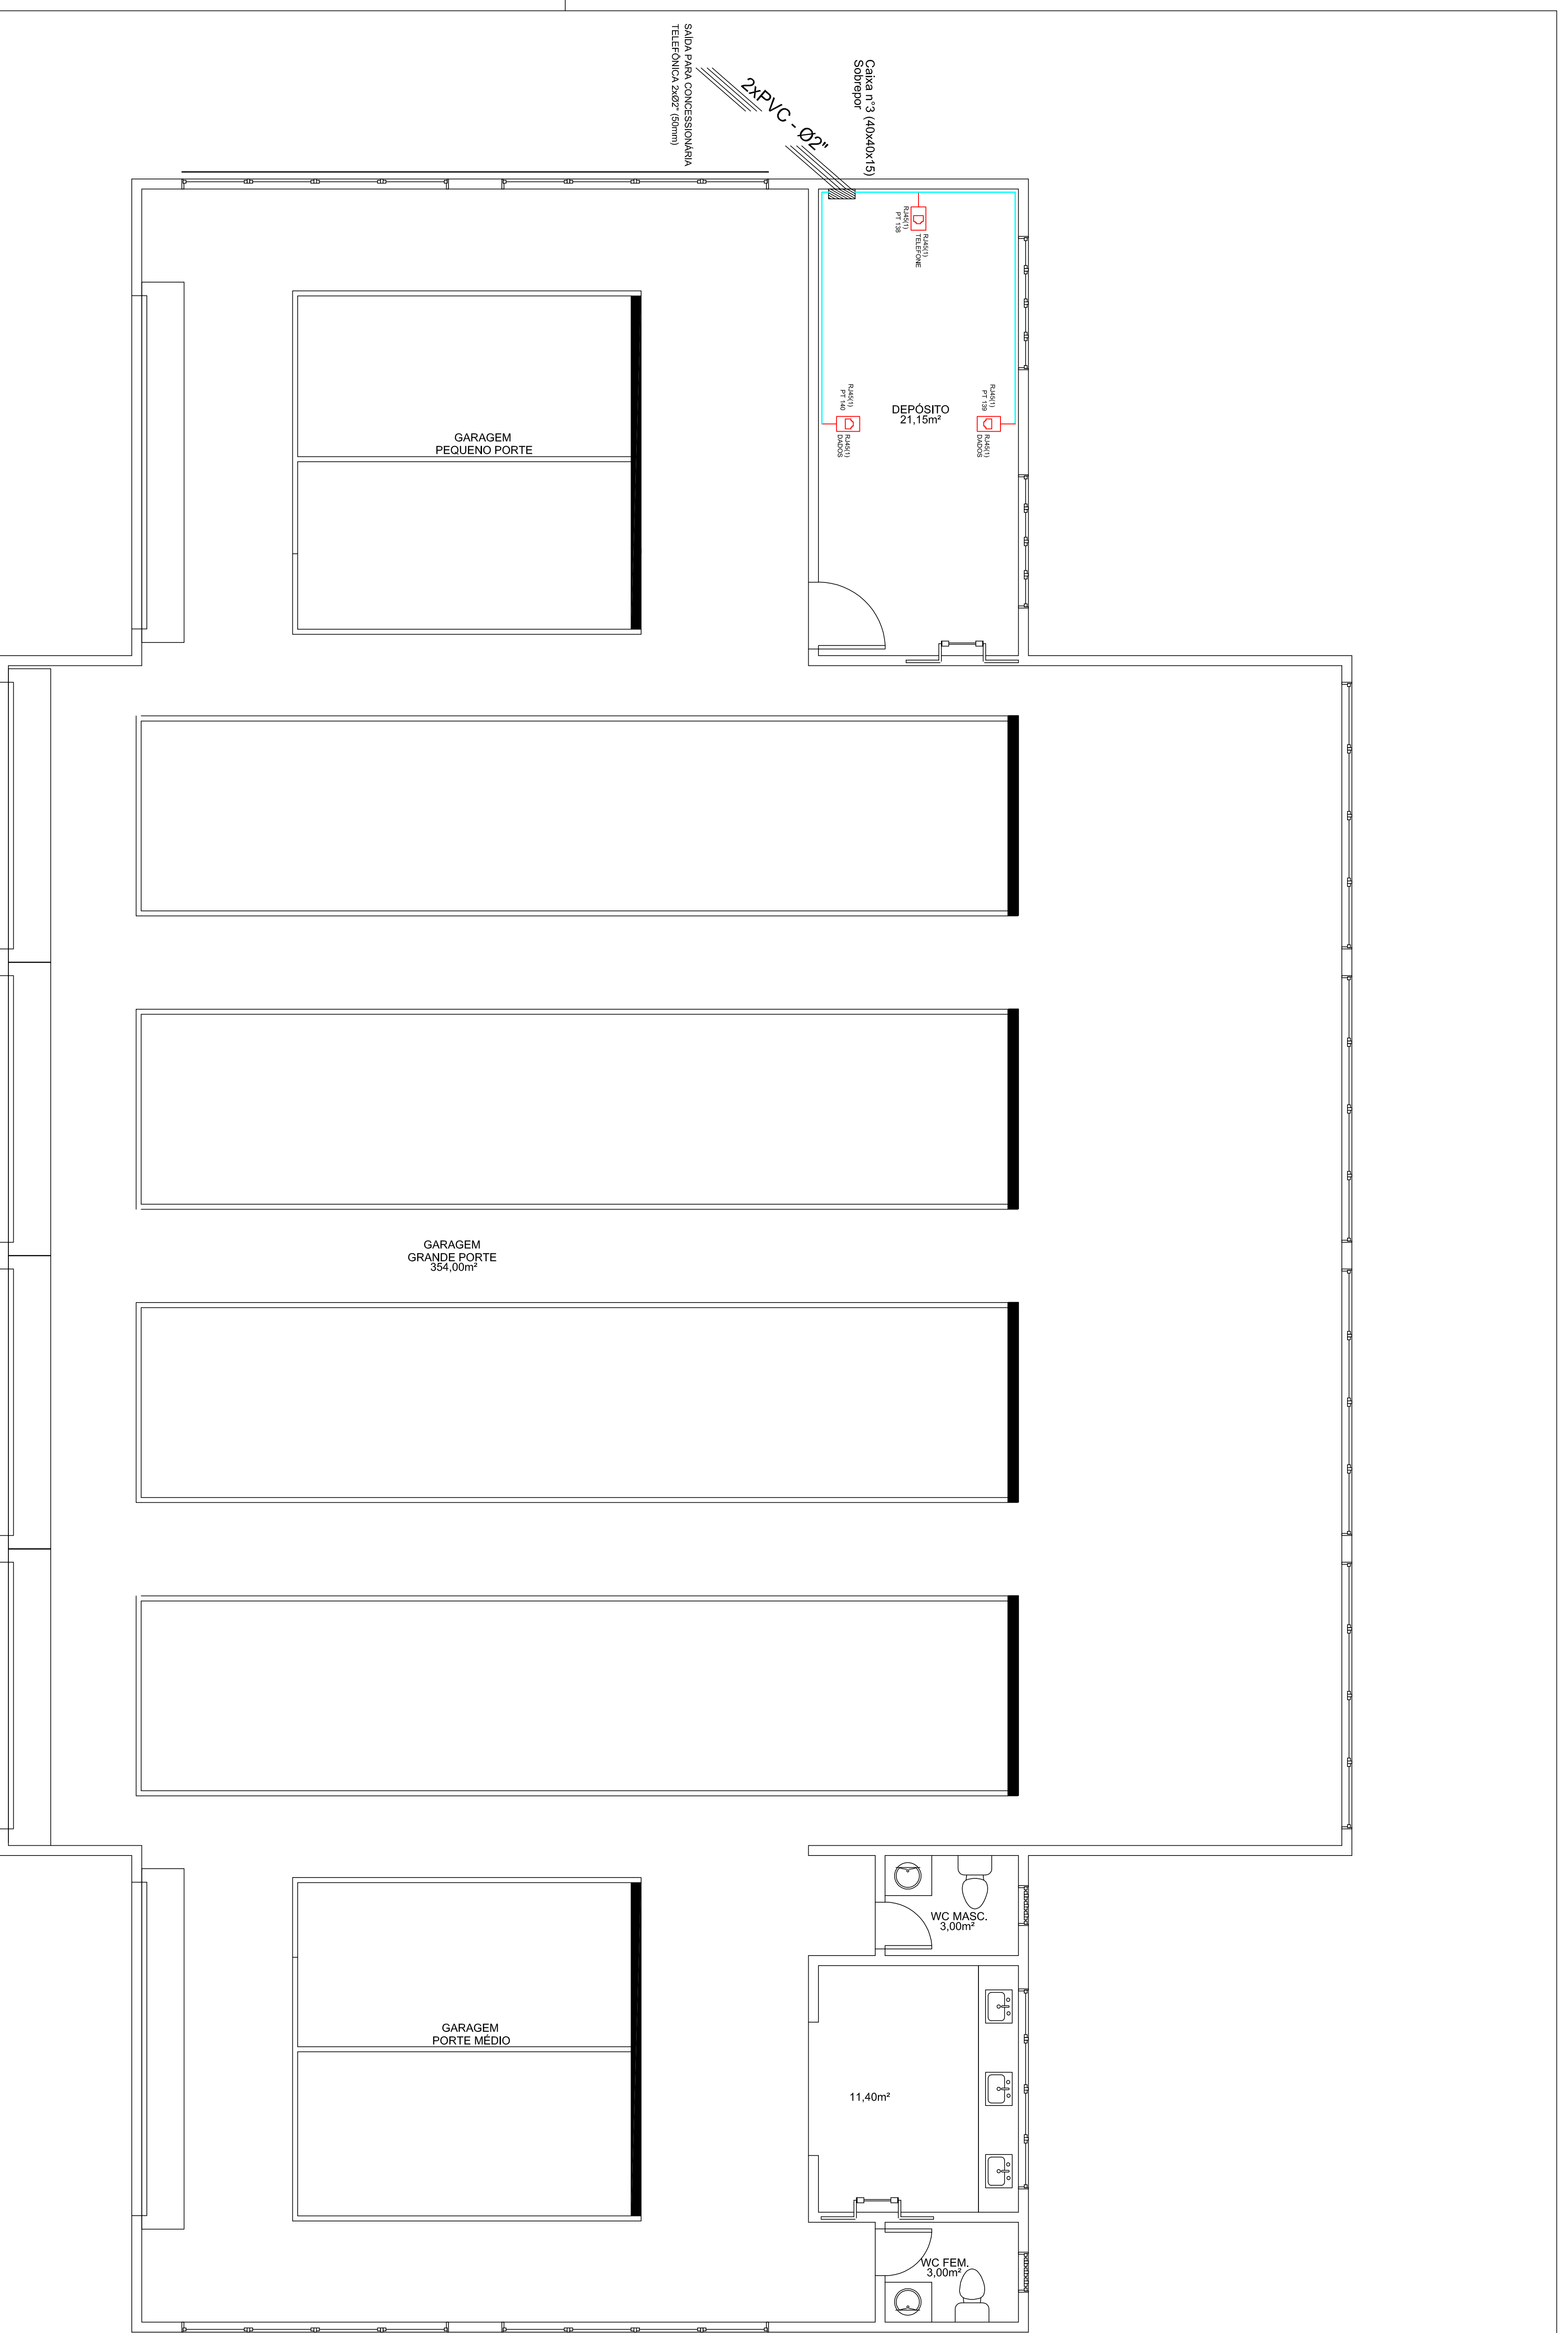 SAÍDA PARA CONCESSIONÁRIA
TELEFÔNICA 2xØ2" (50mm)
2xPVC - Ø2"
Caixa n°3 (40x40x15)
Sobrepor
RJ45(1)
TELEFONE
RJ45(1)
PT 138
RJ45(1)
PT 140
RJ45(1)
DADOS
DEPÓSITO
21,15m²
RJ45(1)
PT 139
RJ45(1)
DADOS
GARAGEM
PEQUENO PORTE
GARAGEM
GRANDE PORTE
354,00m²
WC MASC.
3,00m²
GARAGEM
PORTE MÉDIO
11,40m²
WC FEM.
3,00m²